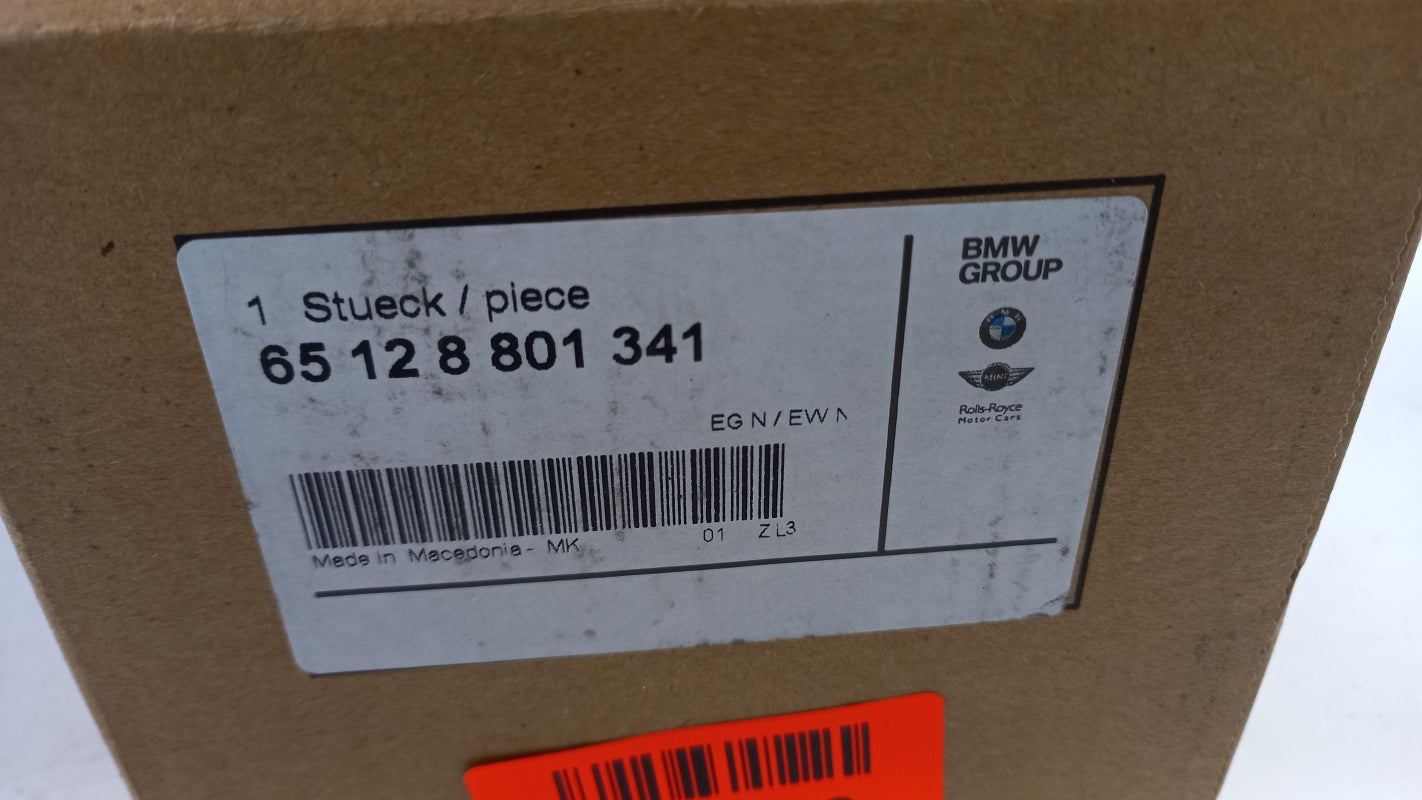 1 Stueck / piece
65 12 8 801 341
EG N / EW N
Made in Macedonia - MK
01 ZL3
BMW
GROUP
MINI
Rolls-Royce
Motor Cars